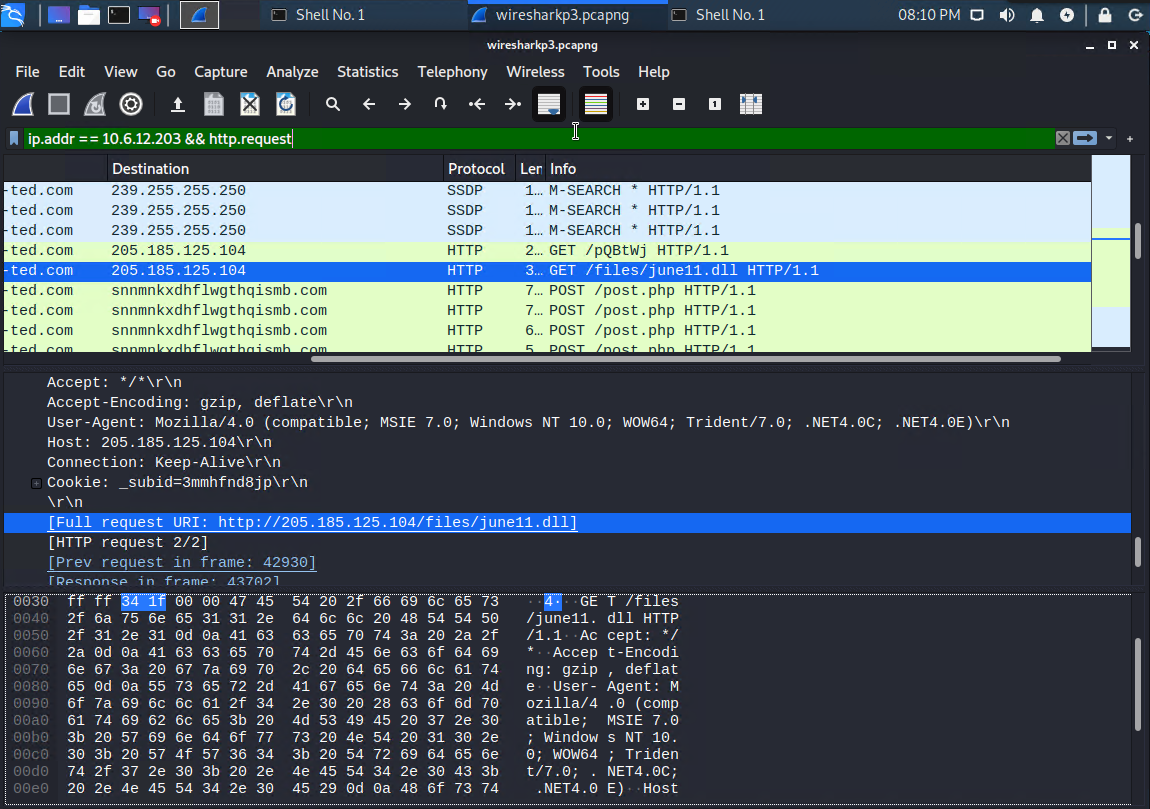 Shell No. 1
wiresharkp3.pcapng
Shell No. 1
08:10 PM
wiresharkp3.pcapng
File Edit View Go Capture Analyze Statistics Telephony Wireless Tools Help
ip.addr == 10.6.12.203 && http.request
Destination Protocol Len Info
-ted.com 239.255.255.250 SSDP 1… M-SEARCH * HTTP/1.1
-ted.com 239.255.255.250 SSDP 1… M-SEARCH * HTTP/1.1
-ted.com 239.255.255.250 SSDP 1… M-SEARCH * HTTP/1.1
-ted.com 205.185.125.104 HTTP 2… GET /pQBtWj HTTP/1.1
-ted.com 205.185.125.104 HTTP 3… GET /files/june11.dll HTTP/1.1
-ted.com snnmnkxdhflwgthqismb.com HTTP 7… POST /post.php HTTP/1.1
-ted.com snnmnkxdhflwgthqismb.com HTTP 7… POST /post.php HTTP/1.1
-ted.com snnmnkxdhflwgthqismb.com HTTP 6… POST /post.php HTTP/1.1
-ted.com snnmnkxdhflwgthqismb.com HTTP 5… POST /post.php HTTP/1.1
Accept: */*\r\n
Accept-Encoding: gzip, deflate\r\n
User-Agent: Mozilla/4.0 (compatible; MSIE 7.0; Windows NT 10.0; WOW64; Trident/7.0; .NET4.0C; .NET4.0E)\r\n
Host: 205.185.125.104\r\n
Connection: Keep-Alive\r\n
Cookie: _subid=3mmhfnd8jp\r\n
\r\n
[Full request URI: http://205.185.125.104/files/june11.dll]
[HTTP request 2/2]
[Prev request in frame: 42930]
[Response in frame: 43702]
0030 ff ff 34 1f 00 00 47 45 54 20 2f 66 69 6c 65 73 ··4···GE T /files
0040 2f 6a 75 6e 65 31 31 2e 64 6c 6c 20 48 54 54 50 /june11. dll HTTP
0050 2f 31 2e 31 0d 0a 41 63 63 65 70 74 3a 20 2a 2f /1.1··Ac cept: */
0060 2a 0d 0a 41 63 63 65 70 74 2d 45 6e 63 6f 64 69 *··Accep t-Encodi
0070 6e 67 3a 20 67 7a 69 70 2c 20 64 65 66 6c 61 74 ng: gzip , deflat
0080 65 0d 0a 55 73 65 72 2d 41 67 65 6e 74 3a 20 4d e··User- Agent: M
0090 6f 7a 69 6c 6c 61 2f 34 2e 30 20 28 63 6f 6d 70 ozilla/4 .0 (comp
00a0 61 74 69 62 6c 65 3b 20 4d 53 49 45 20 37 2e 30 atible;  MSIE 7.0
00b0 3b 20 57 69 6e 64 6f 77 73 20 4e 54 20 31 30 2e ; Window s NT 10.
00c0 30 3b 20 57 4f 57 36 34 3b 20 54 72 69 64 65 6e 0; WOW64 ; Triden
00d0 74 2f 37 2e 30 3b 20 2e 4e 45 54 34 2e 30 43 3b t/7.0; . NET4.0C;
00e0 20 2e 4e 45 54 34 2e 30 45 29 0d 0a 48 6f 73 74 .NET4.0 E)··Host